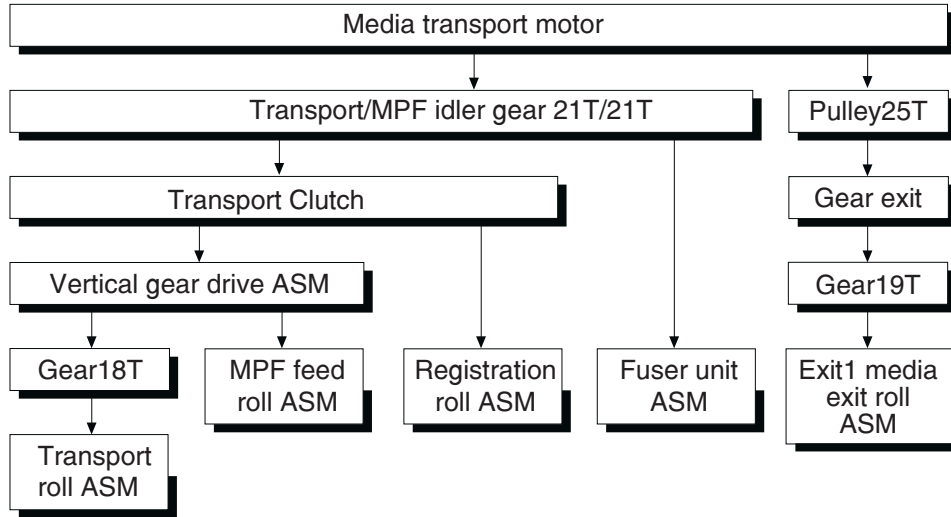 Media transport motor
Transport/MPF idler gear 21T/21T
Pulley25T
Transport Clutch
Gear exit
Vertical gear drive ASM
Gear19T
Gear18T
MPF feed
roll ASM
Registration
roll ASM
Fuser unit
ASM
Exit1 media
exit roll
ASM
Transport
roll ASM